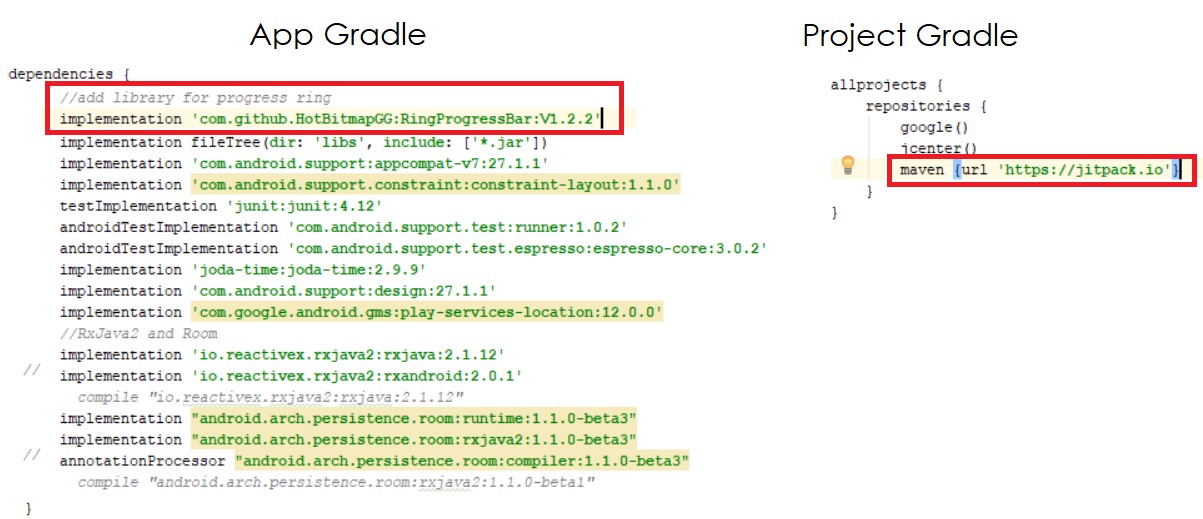 App Gradle
dependencies {
//add library for progress ring
implementation 'com.github.HotBitmapGG:RingProgressBar:V1.2.2'
implementation fileTree(dir: 'libs', include: ['*.jar'])
implementation 'com.android.support:appcompat-v7:27.1.1'
implementation 'com.android.support.constraint:constraint-layout:1.1.0'
testImplementation 'junit:junit:4.12'
androidTestImplementation 'com.android.support.test:runner:1.0.2'
androidTestImplementation 'com.android.support.test.espresso:espresso-core:3.0.2'
implementation 'joda-time:joda-time:2.9.9'
implementation 'com.android.support:design:27.1.1'
implementation 'com.google.android.gms:play-services-location:12.0.0'
//RxJava2 and Room
implementation 'io.reactivex.rxjava2:rxjava:2.1.12'
// implementation 'io.reactivex.rxjava2:rxandroid:2.0.1'
compile "io.reactivex.rxjava2:rxjava:2.1.12"
implementation "android.arch.persistence.room:runtime:1.1.0-beta3"
implementation "android.arch.persistence.room:rxjava2:1.1.0-beta3"
// annotationProcessor "android.arch.persistence.room:compiler:1.1.0-beta3"
compile "android.arch.persistence.room:rxjava2:1.1.0-beta1"
}
Project Gradle
allprojects {
repositories {
google()
jcenter()
maven {url 'https://jitpack.io'}
}
}